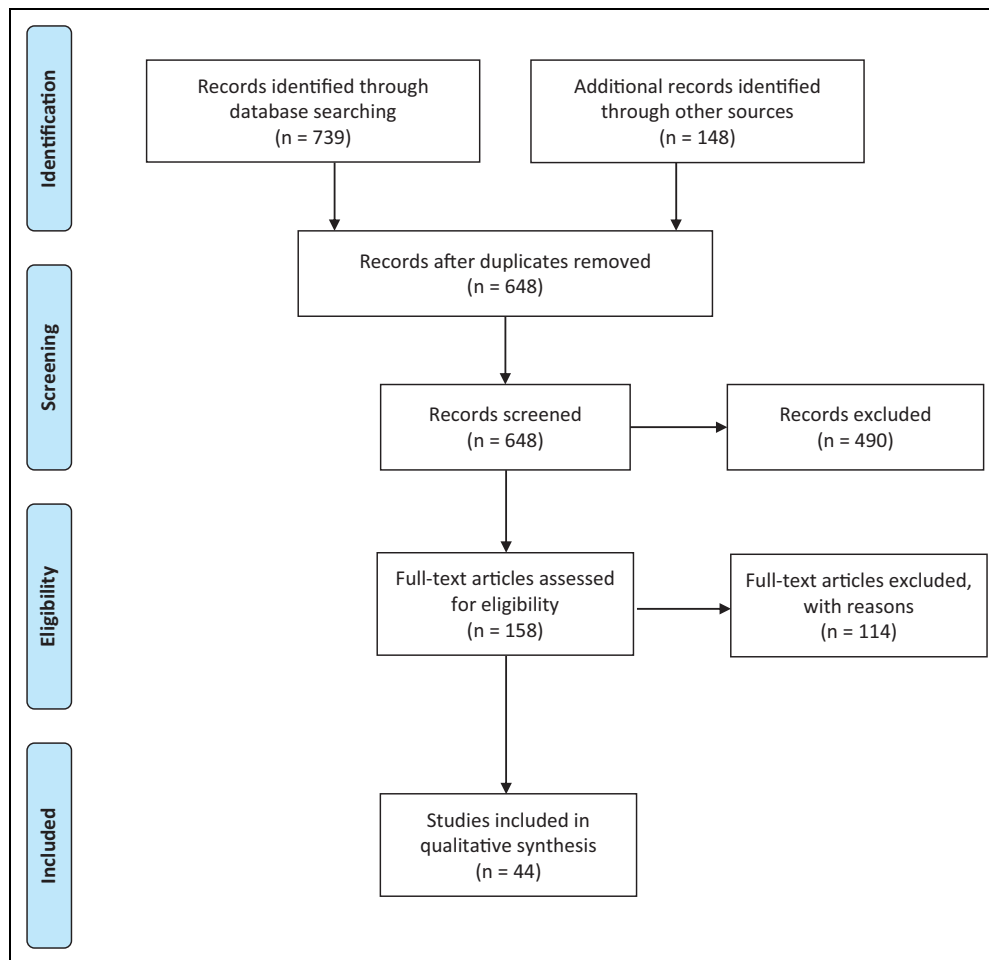 Identification
Records identified through
database searching
(n = 739)
Additional records identified
through other sources
(n = 148)
Records after duplicates removed
(n = 648)
Screening
Records screened
(n = 648)
Records excluded
(n = 490)
Eligibility
Full-text articles assessed
for eligibility
(n = 158)
Full-text articles excluded,
with reasons
(n = 114)
Included
Studies included in
qualitative synthesis
(n = 44)